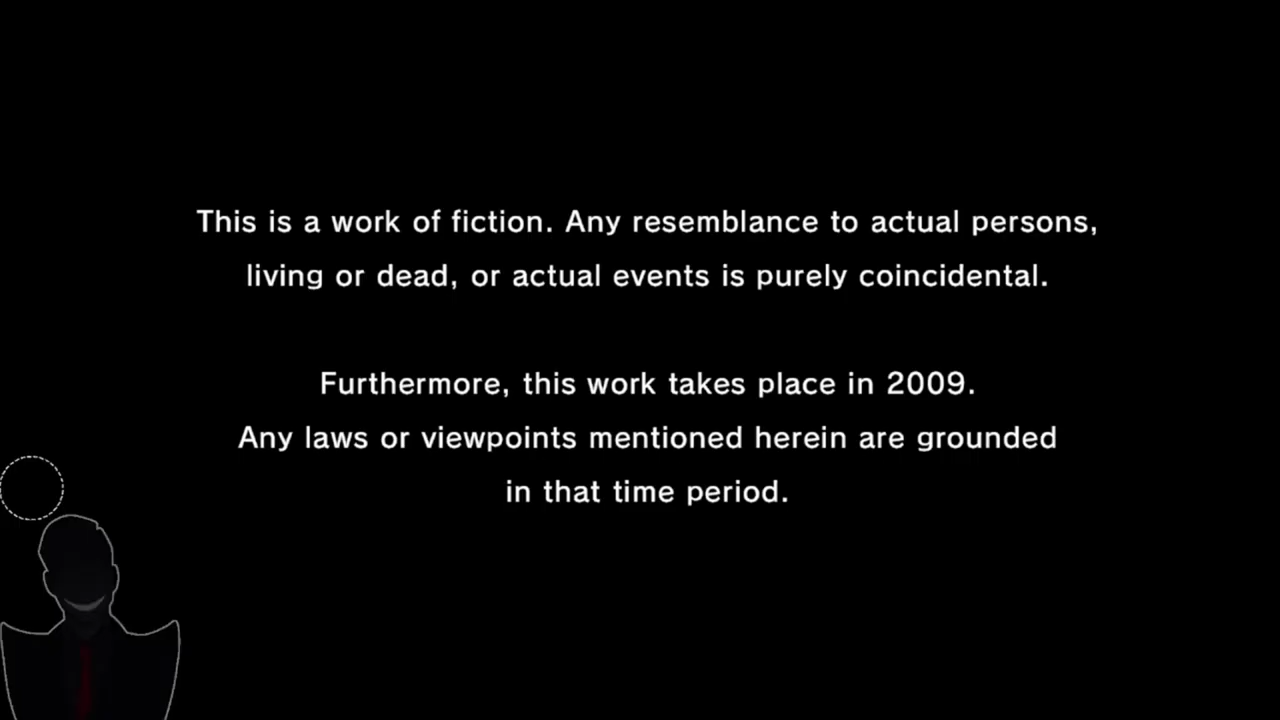 This is a work of fiction. Any resemblance to actual persons,
living or dead, or actual events is purely coincidental.
Furthermore, this work takes place in 2009.
Any laws or viewpoints mentioned herein are grounded
in that time period.